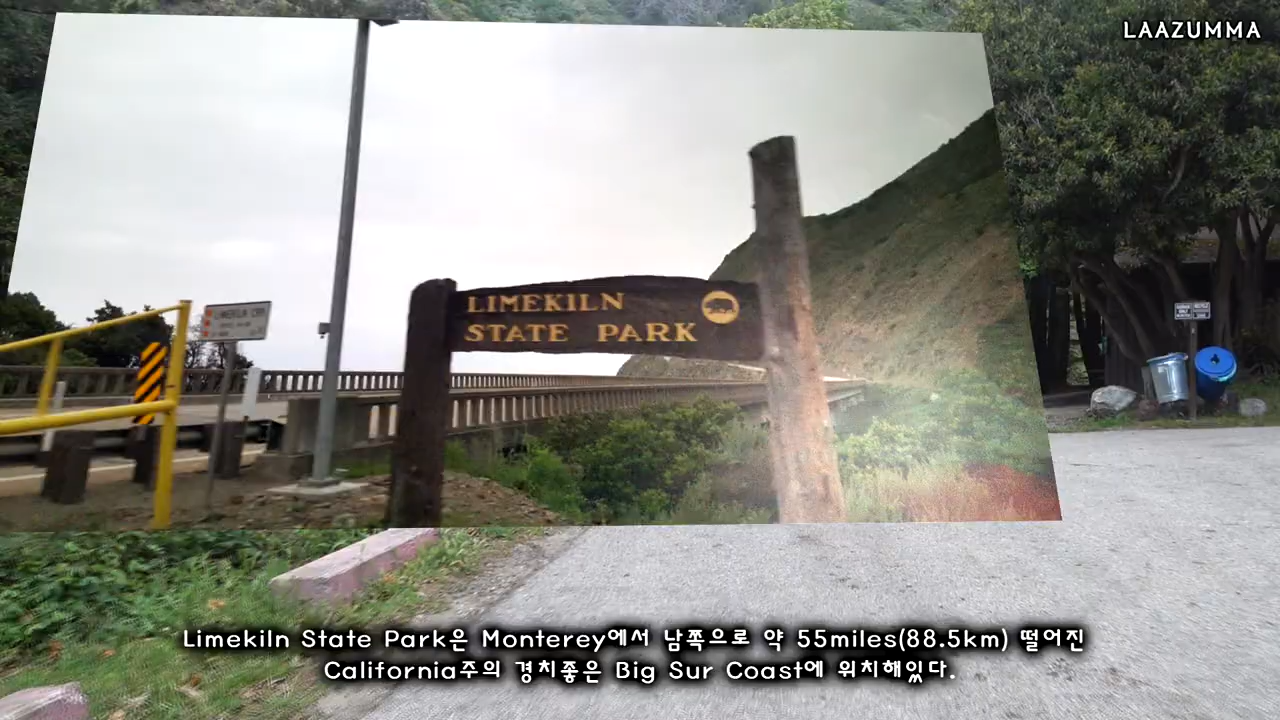 LAAZUMMA
LIMEKILN
STATE PARK
LIMEKILN
4
Limekiln State Park은 Monterey에서 남쪽으로 약 55miles(88.5km) 떨어진
California주의 경치좋은 Big Sur Coast에 위치해있다.